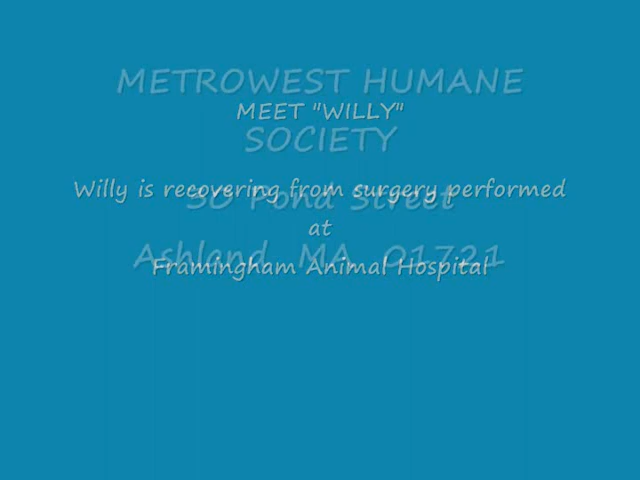 METROWEST HUMANE
MEET "WILLY"
SOCIETY
Willy is recovering from surgery performed
30 Pond Street
at
Ashland, MA. 01721
Framingham Animal Hospital